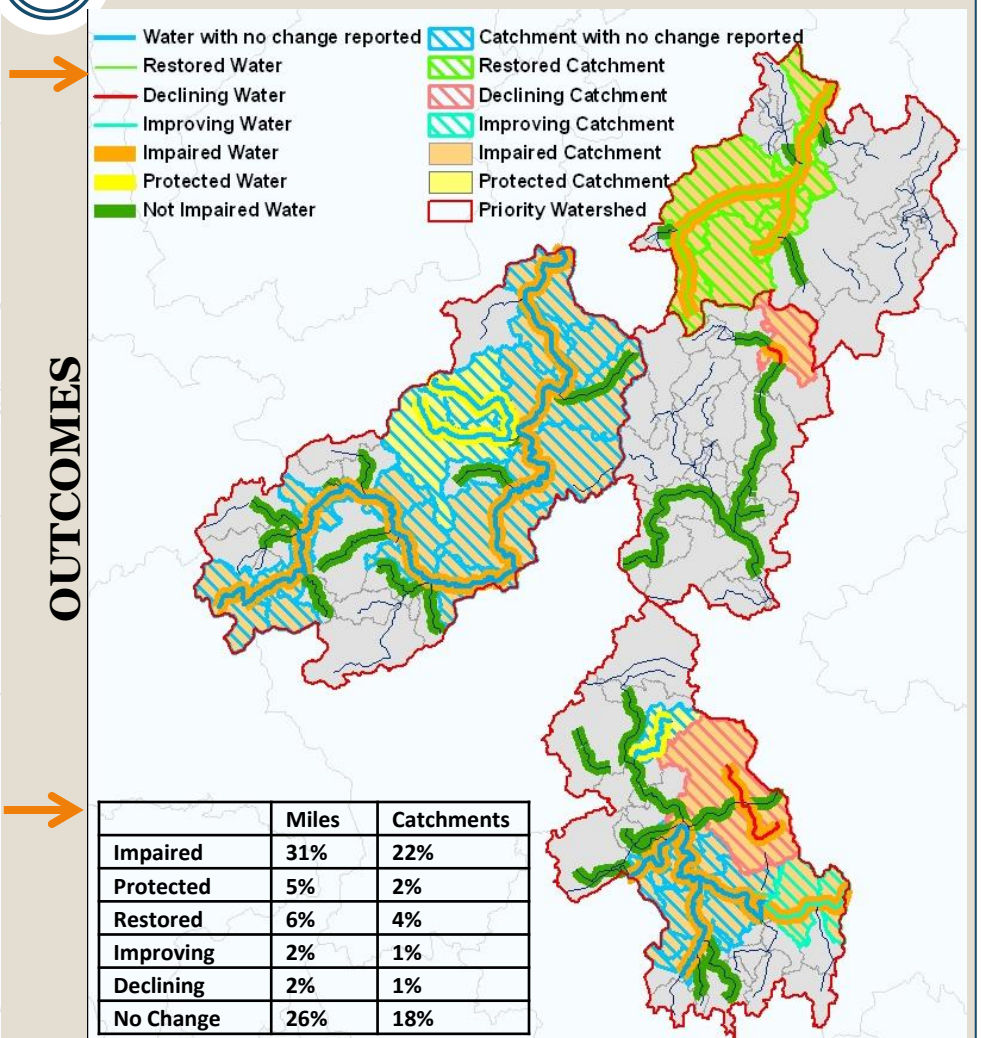 Water with no change reported
Catchment with no change reported
Restored Water
Restored Catchment
Declining Water
Declining Catchment
Improving Water
Improving Catchment
Impaired Water
Impaired Catchment
Protected Water
Protected Catchment
Not Impaired Water
Priority Watershed
OUTCOMES
Miles Catchments
Impaired 31% 22%
Protected 5% 2%
Restored 6% 4%
Improving 2% 1%
Declining 2% 1%
No Change 26% 18%